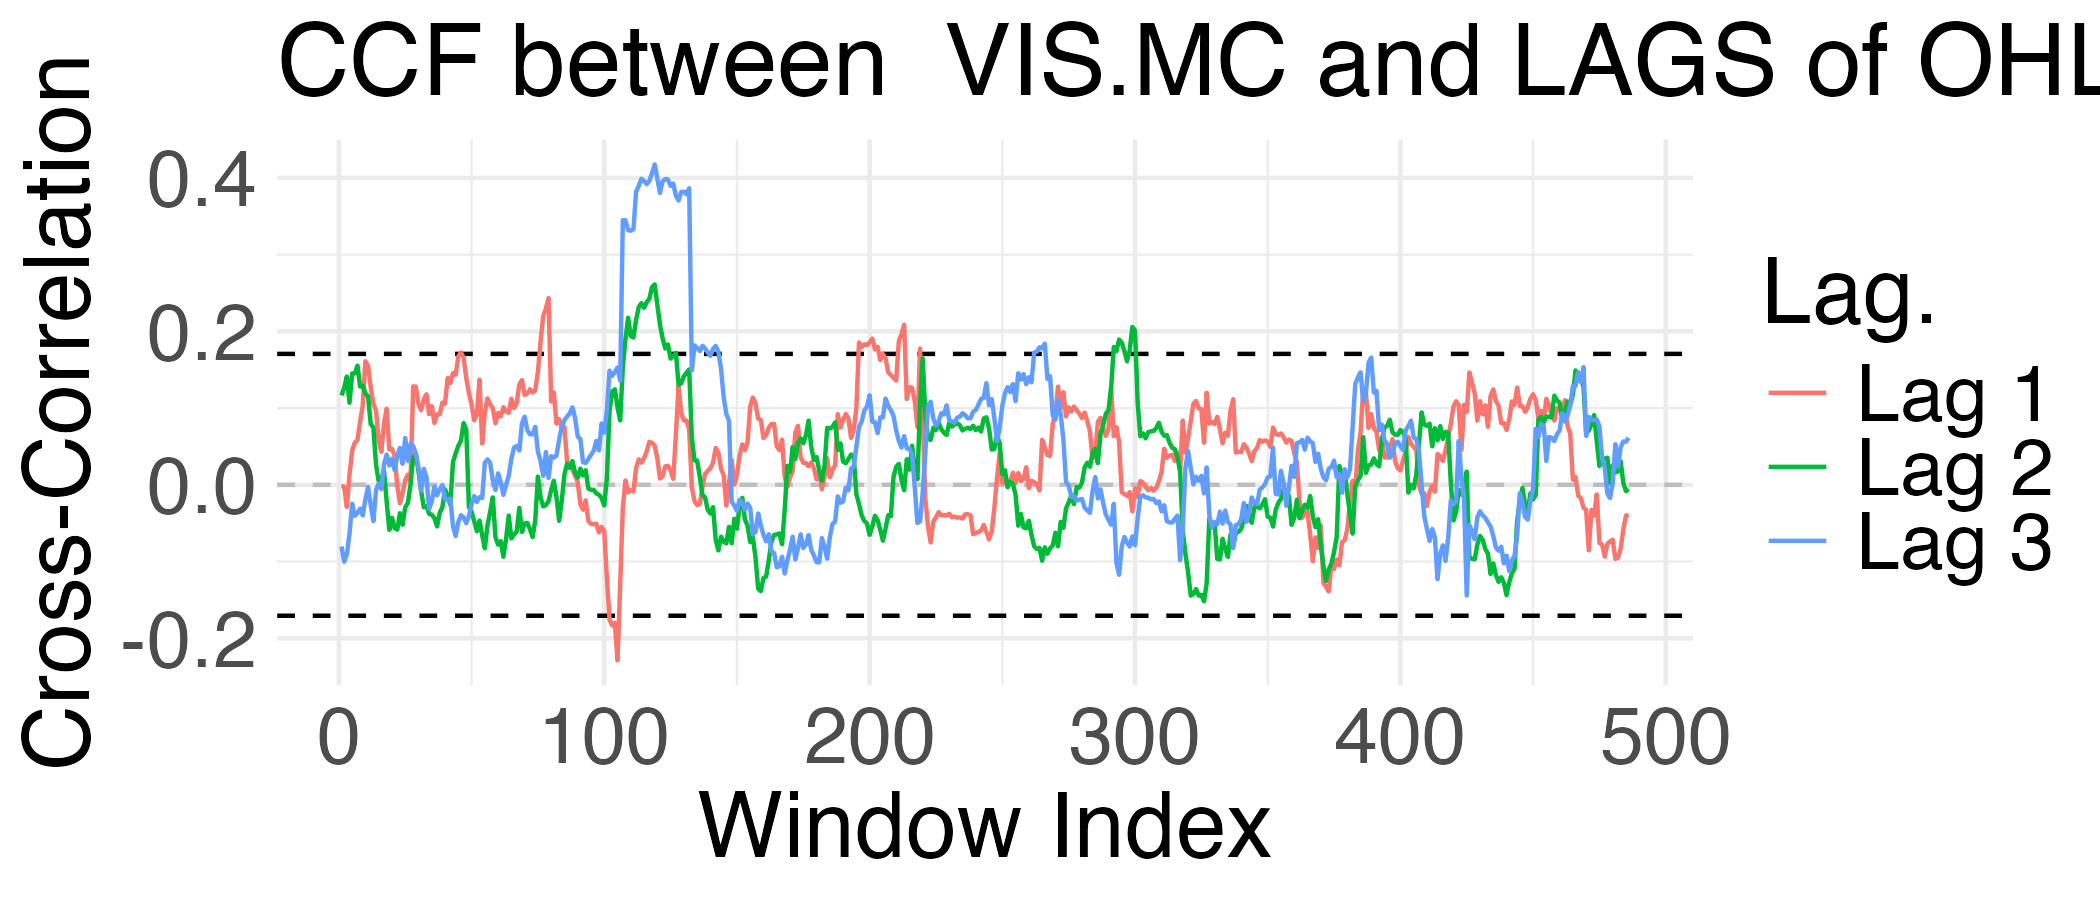 CCF between VIS.MC and LAGS of OHL
Cross-Correlation
0.4
0.2
0.0
-0.2
0 100 200 300 400 500
Window Index
Lag.
Lag 1
Lag 2
Lag 3